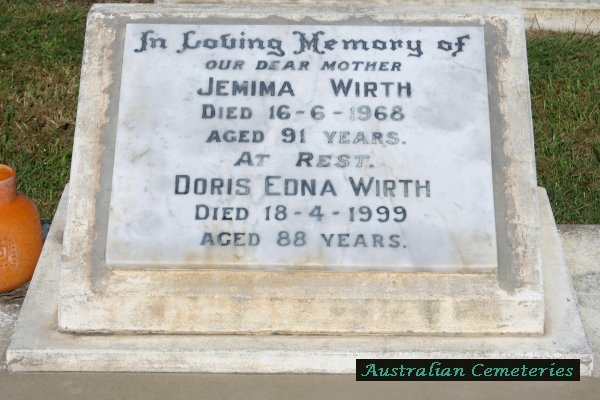 In Loving Memory of
OUR DEAR MOTHER
JEMIMA WIRTH
DIED 16-6-1968
AGED 91 YEARS.
AT REST.
DORIS EDNA WIRTH
DIED 18-4-1999
AGED 88 YEARS.
Australian Cemeteries